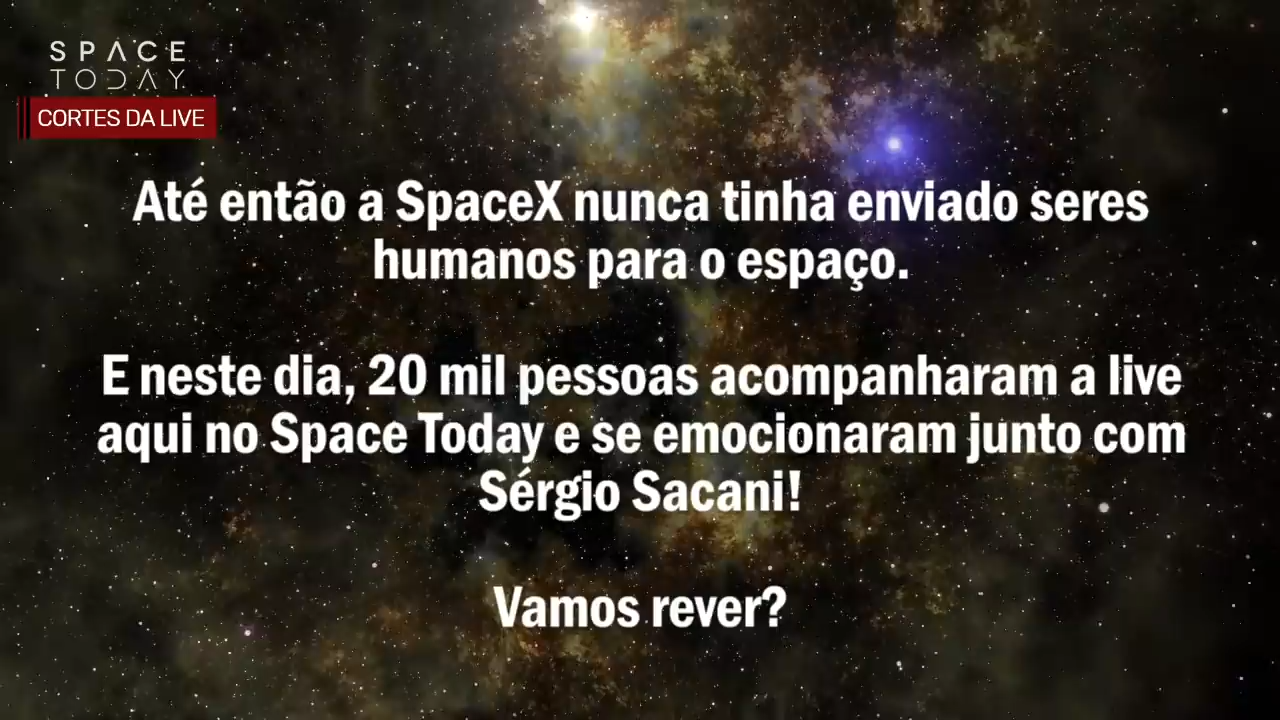 SPACE
TODAY
CORTES DA LIVE
Até então a SpaceX nunca tinha enviado seres
humanos para o espaço.
E neste dia, 20 mil pessoas acompanharam a live
aqui no Space Today e se emocionaram junto com
Sérgio Sacani!
Vamos rever?